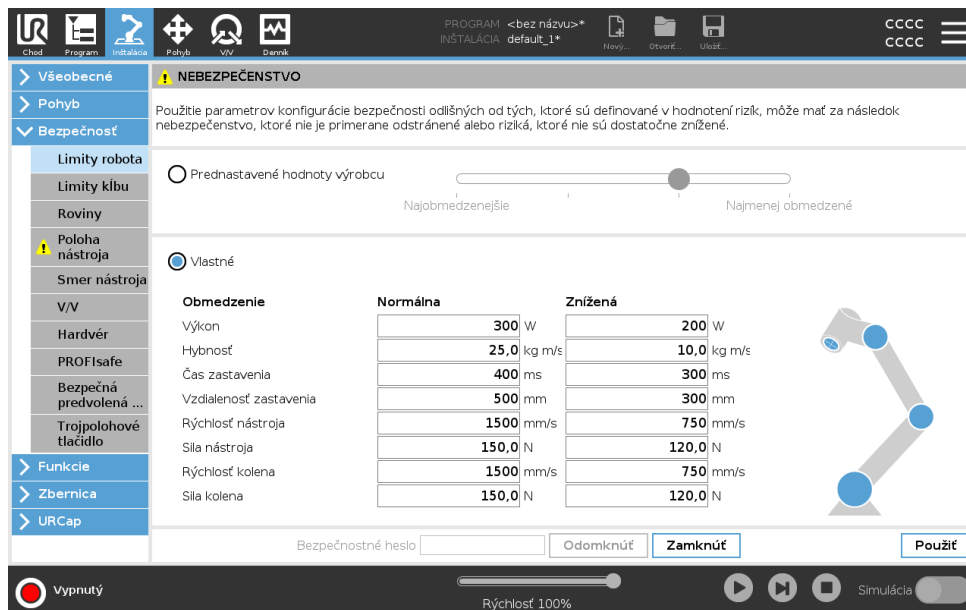 PROGRAM <bez názvu>*
INŠTALÁCIA default_1*
Chod Program Inštalácia Pohyb V/V Denník Nový... Otvoriť... Uložiť...
CCCC
CCCC
Všeobecné
Pohyb
Bezpečnosť
Limity robota
Limity kĺbu
Roviny
Poloha
nástroja
Smer nástroja
V/V
Hardvér
PROFIsafe
Bezpečná
predvolená ...
Trojpolohové
tlačidlo
Funkcie
Zbernica
URCap
NEBEZPEČENSTVO
Použitie parametrov konfigurácie bezpečnosti odlišných od tých, ktoré sú definované v hodnotení rizík, môže mať za následok
nebezpečenstvo, ktoré nie je primerane odstránené alebo riziká, ktoré nie sú dostatočne znížené.
Prednastavené hodnoty výrobcu
Najobmedzenejšie Najmenej obmedzené
Vlastné
Obmedzenie Normálna Znížená
Výkon 300 W 200 W
Hybnosť 25,0 kg m/s 10,0 kg m/s
Čas zastavenia 400 ms 300 ms
Vzdialenosť zastavenia 500 mm 300 mm
Rýchlosť nástroja 1500 mm/s 750 mm/s
Sila nástroja 150,0 N 120,0 N
Rýchlosť kolena 1500 mm/s 750 mm/s
Sila kolena 150,0 N 120,0 N
Bezpečnostné heslo Odomknúť Zamknúť Použiť
Vypnutý Rýchlosť 100% Simulácia